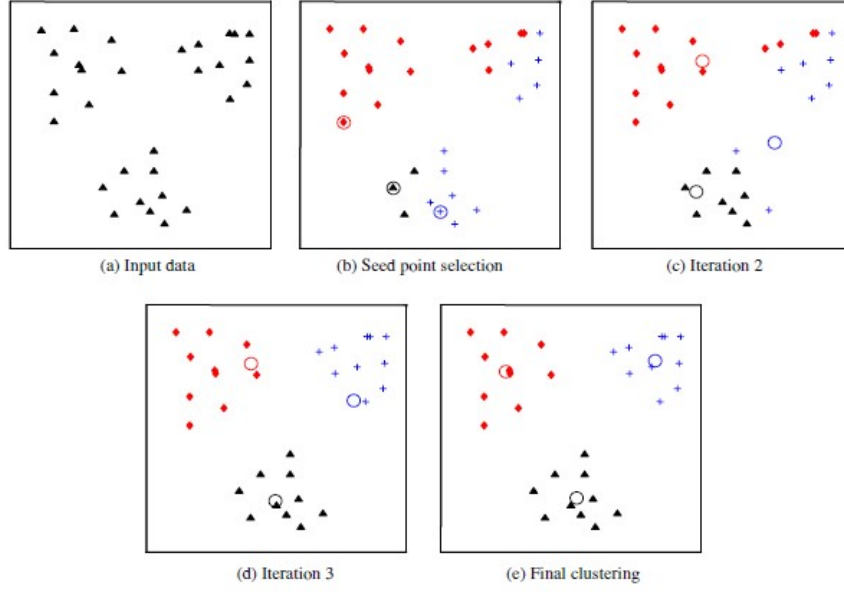 (a) Input data
(b) Seed point selection
(c) Iteration 2
(d) Iteration 3
(e) Final clustering